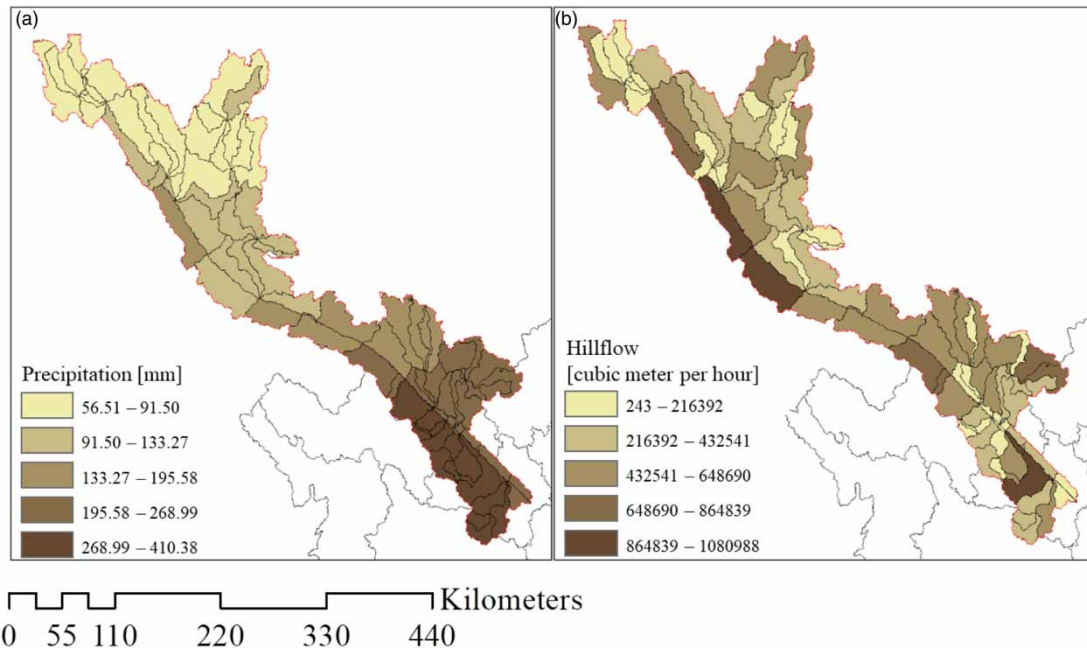 (a)
Precipitation [mm]
56.51 – 91.50
91.50 – 133.27
133.27 – 195.58
195.58 – 268.99
268.99 – 410.38
(b)
Hillflow
[cubic meter per hour]
243 – 216392
216392 – 432541
432541 – 648690
648690 – 864839
864839 – 1080988
Kilometers
0 55 110 220 330 440